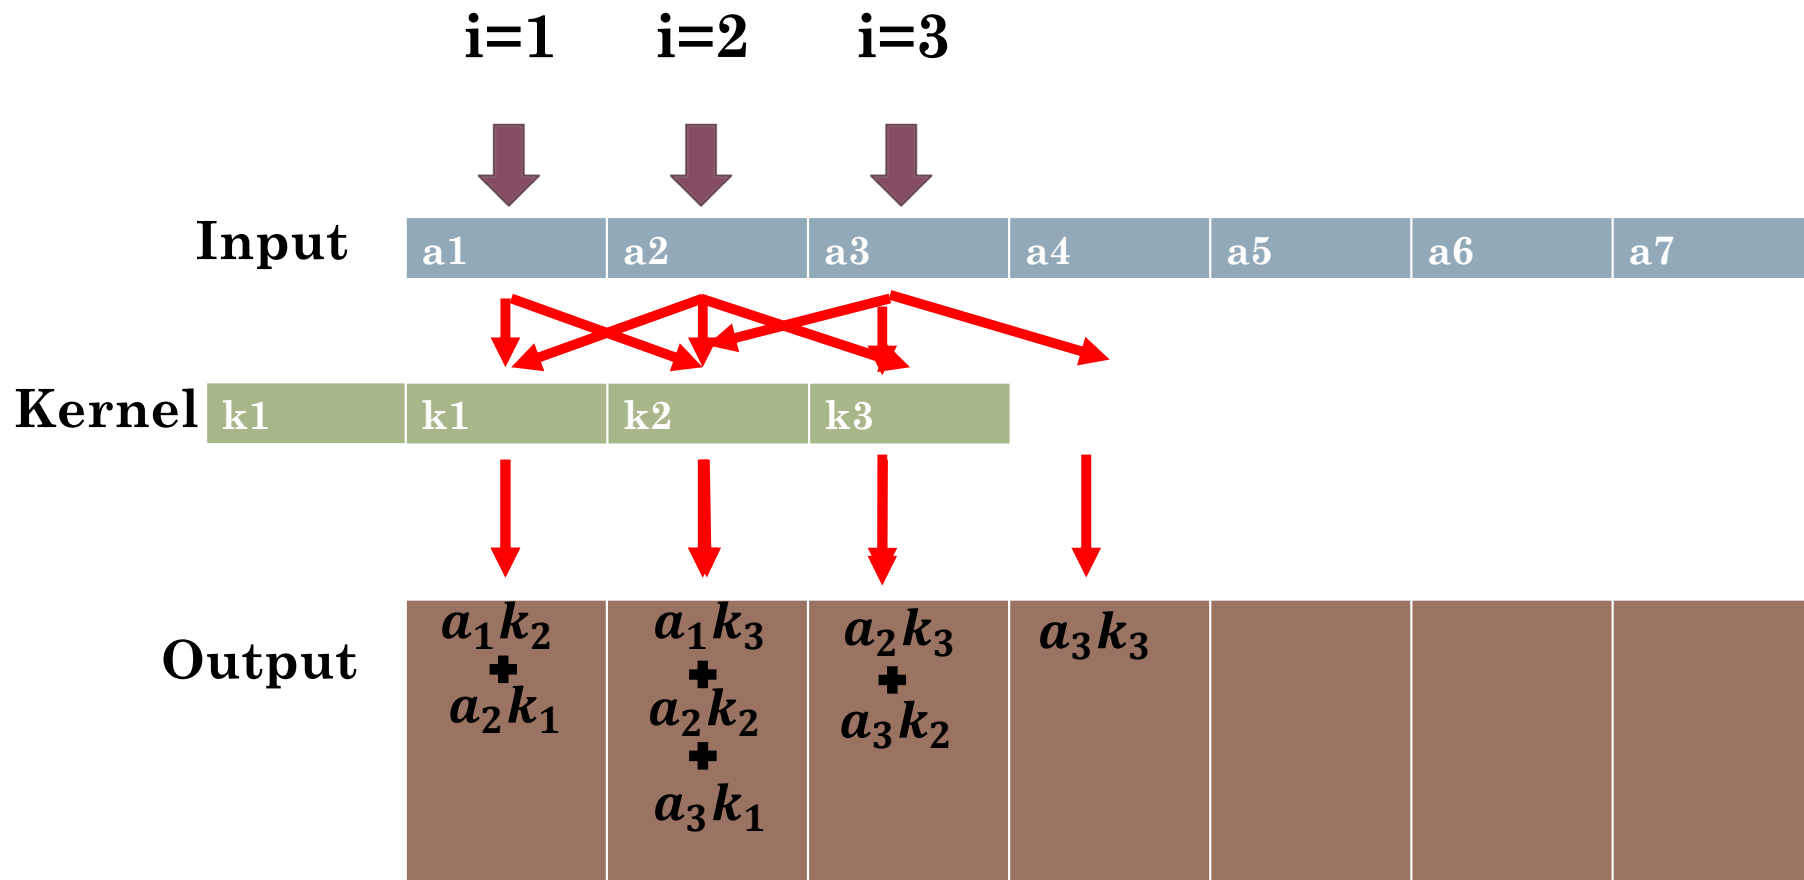 i=1 i=2 i=3
Input a1 a2 a3 a4 a5 a6 a7
Kernel k1 k1 k2 k3
Output
a₁k₂ a₁k₃ a₂k₃ a₃k₃
+ + +
a₂k₁ a₂k₂ a₃k₂
+
a₃k₁